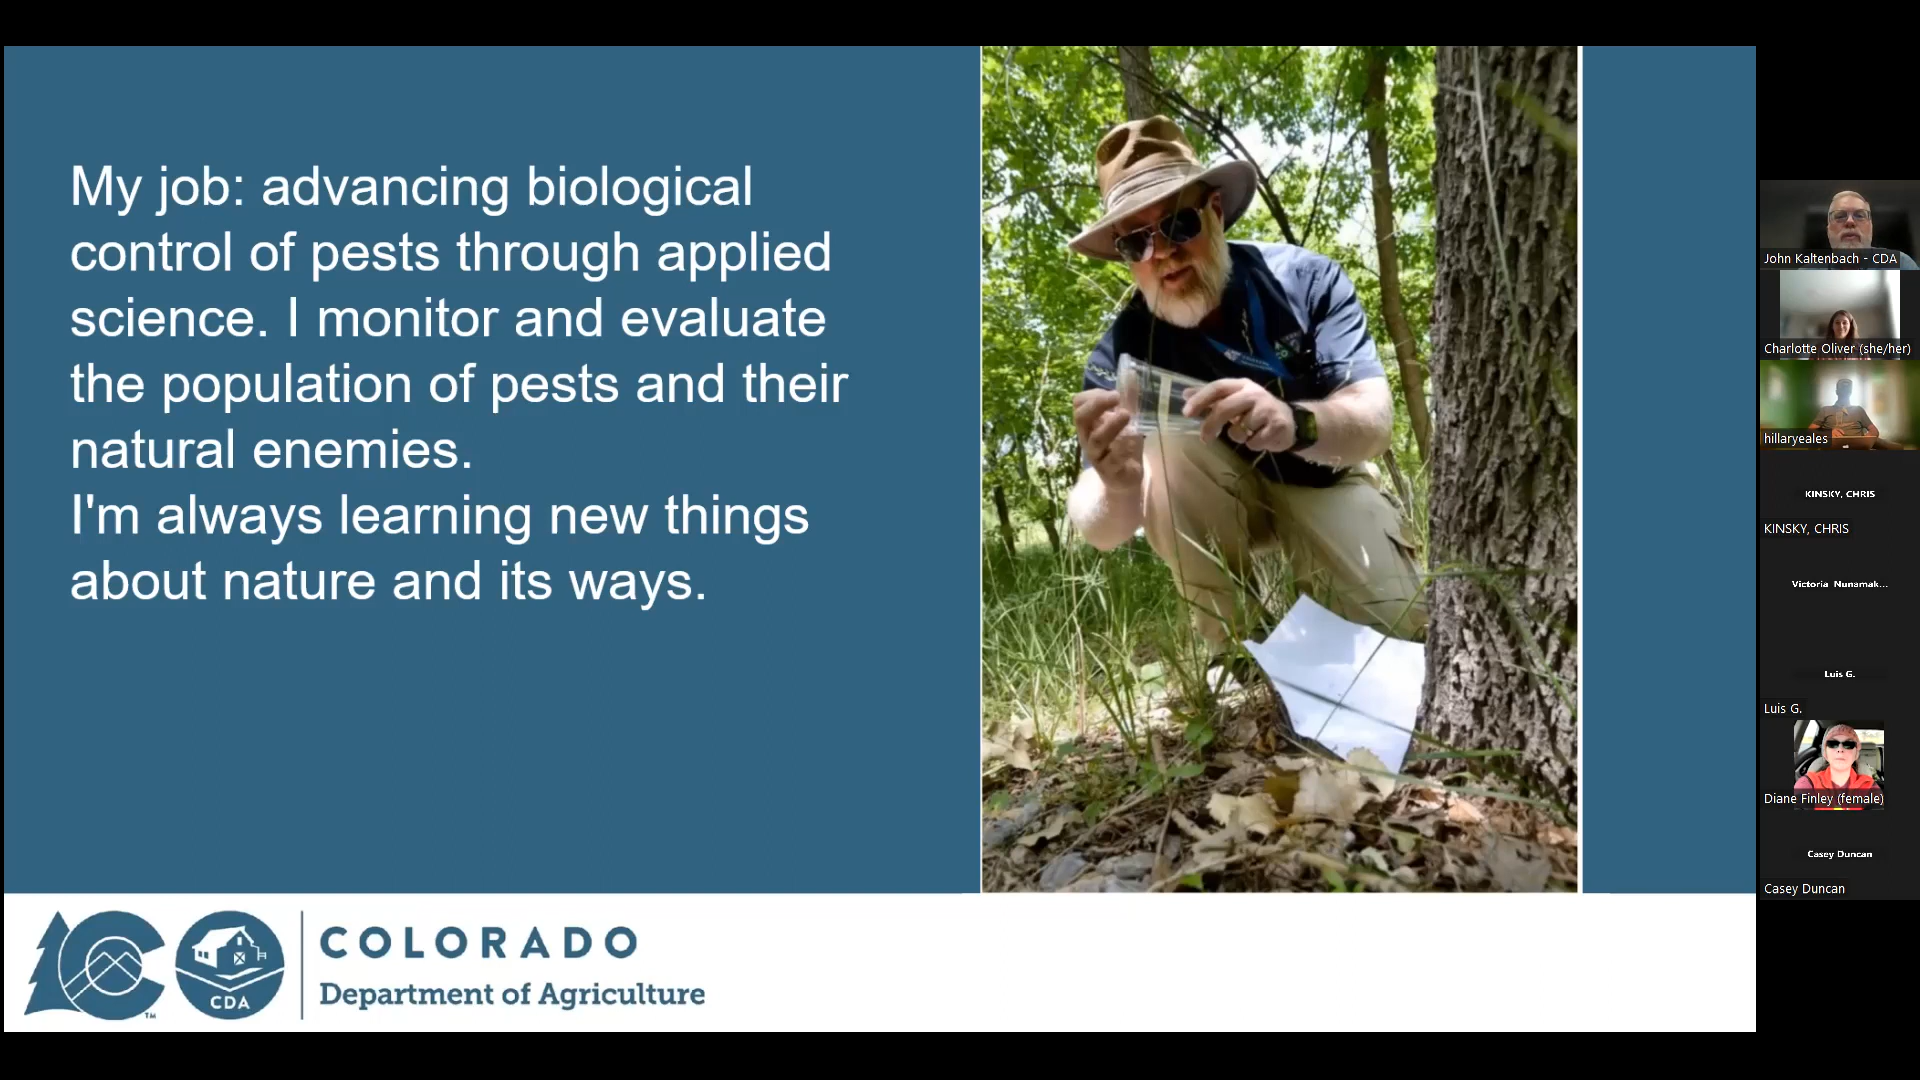 My job: advancing biological
control of pests through applied
science. I monitor and evaluate
the population of pests and their
natural enemies.
I'm always learning new things
about nature and its ways.
CDA
TM
COLORADO
Department of Agriculture
John Kaltenbach - CDA
Charlotte Oliver (she/her)
hillaryeales
KINSKY, CHRIS
KINSKY, CHRIS
Victoria Nunamak...
Luis G.
Luis G.
Diane Finley (female)
Casey Duncan
Casey Duncan